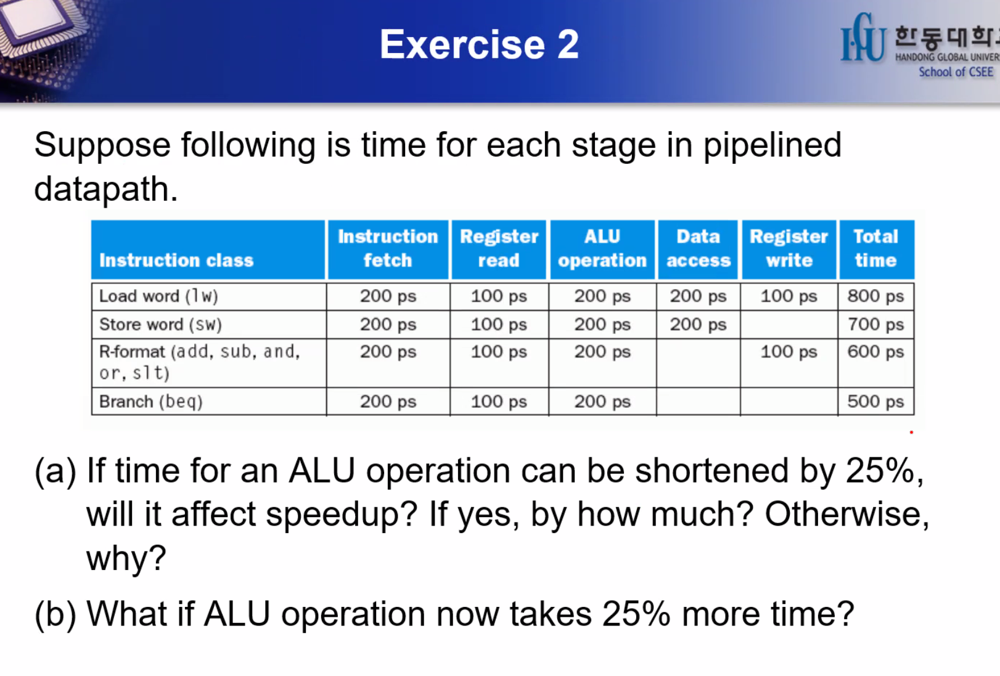 Exercise 2
한동대학교
HANDONG GLOBAL UNIVER
School of CSEE
Suppose following is time for each stage in pipelined
datapath.
Instruction class Instruction fetch Register read ALU operation Data access Register write Total time
Load word (lw) 200 ps 100 ps 200 ps 200 ps 100 ps 800 ps
Store word (sw) 200 ps 100 ps 200 ps 200 ps 700 ps
R-format (add, sub, and, or, slt) 200 ps 100 ps 200 ps 100 ps 600 ps
Branch (beq) 200 ps 100 ps 200 ps 500 ps
(a) If time for an ALU operation can be shortened by 25%,
will it affect speedup? If yes, by how much? Otherwise,
why?
(b) What if ALU operation now takes 25% more time?